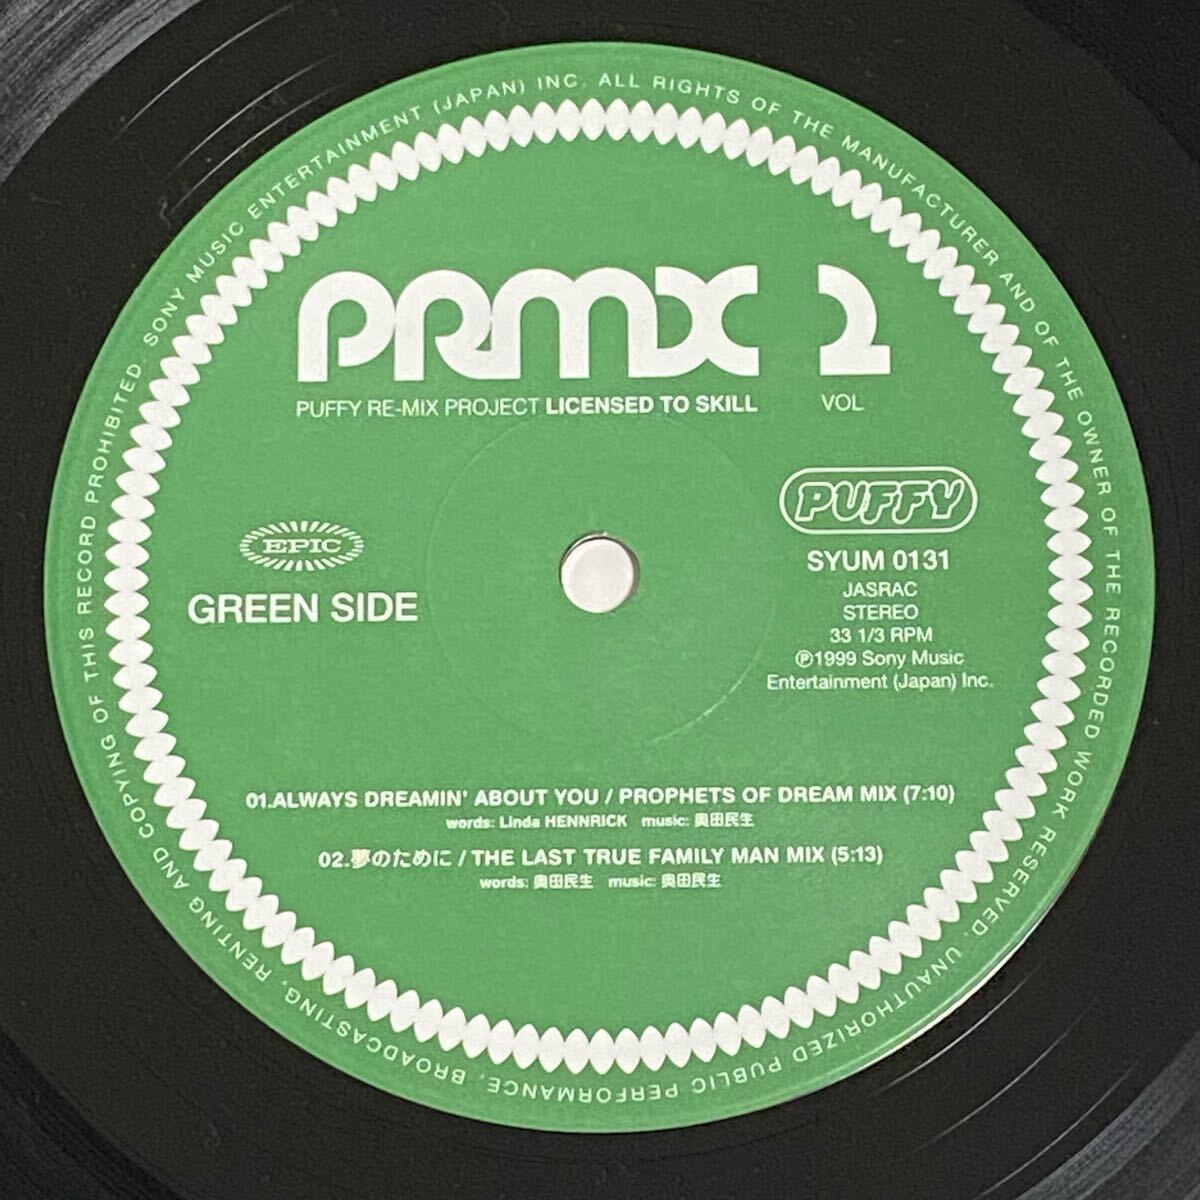 SONY MUSIC ENTERTAINMENT (JAPAN) INC. ALL RIGHTS OF THE MANUFACTURER AND OF THE OWNER OF THE RECORDED WORK RESERVED. UNAUTHORIZED PUBLIC PERFORMANCE, BROADCASTING, RENTING AND COPYING OF THIS RECORD PROHIBITED.
PRMX 2
PUFFY RE-MIX PROJECT LICENSED TO SKILL VOL
PUFFY
EPIC
GREEN SIDE
SYUM 0131
JASRAC
STEREO
33 1/3 RPM
℗1999 Sony Music
Entertainment (Japan) Inc.
01.ALWAYS DREAMIN' ABOUT YOU / PROPHETS OF DREAM MIX (7:10)
words: Linda HENNRICK music: 奥田民生
02.夢のために / THE LAST TRUE FAMILY MAN MIX (5:13)
words: 奥田民生 music: 奥田民生